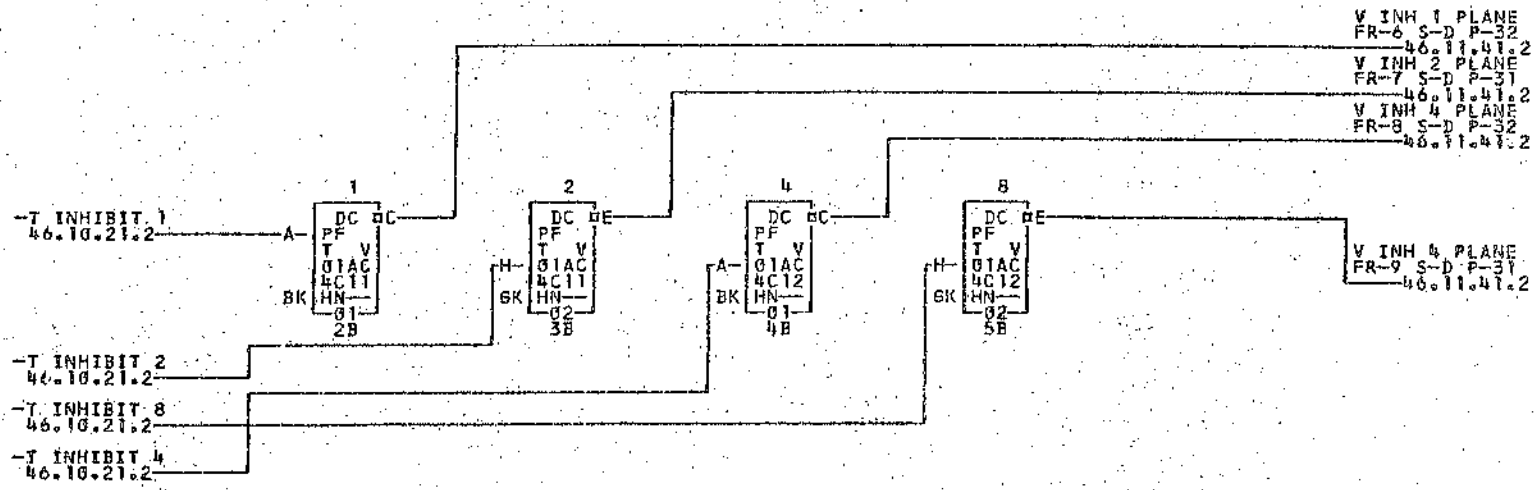 V INH 1 PLANE
FR-6 S-D P-32
46.11.41.2
V INH 2 PLANE
FR-7 S-D P-31
46.11.41.2
V INH 4 PLANE
FR-8 S-D P-32
46.11.41.2
1
2
4
8
-T INHIBIT 1
46.10.21.2
A
DC C
PF
T V
01AC
4C11
BK HN
01
2B
H
DC E
PF
T V
01AC
4C11
GK HN
02
3B
A
DC C
PF
T V
01AC
4C12
BK HN
01
4B
H
DC E
PF
T V
01AC
4C12
GK HN
02
5B
V INH 4 PLANE
FR-9 S-D P-31
46.11.41.2
-T INHIBIT 2
46.10.21.2
-T INHIBIT 8
46.10.21.2
-T INHIBIT 4
46.10.21.2